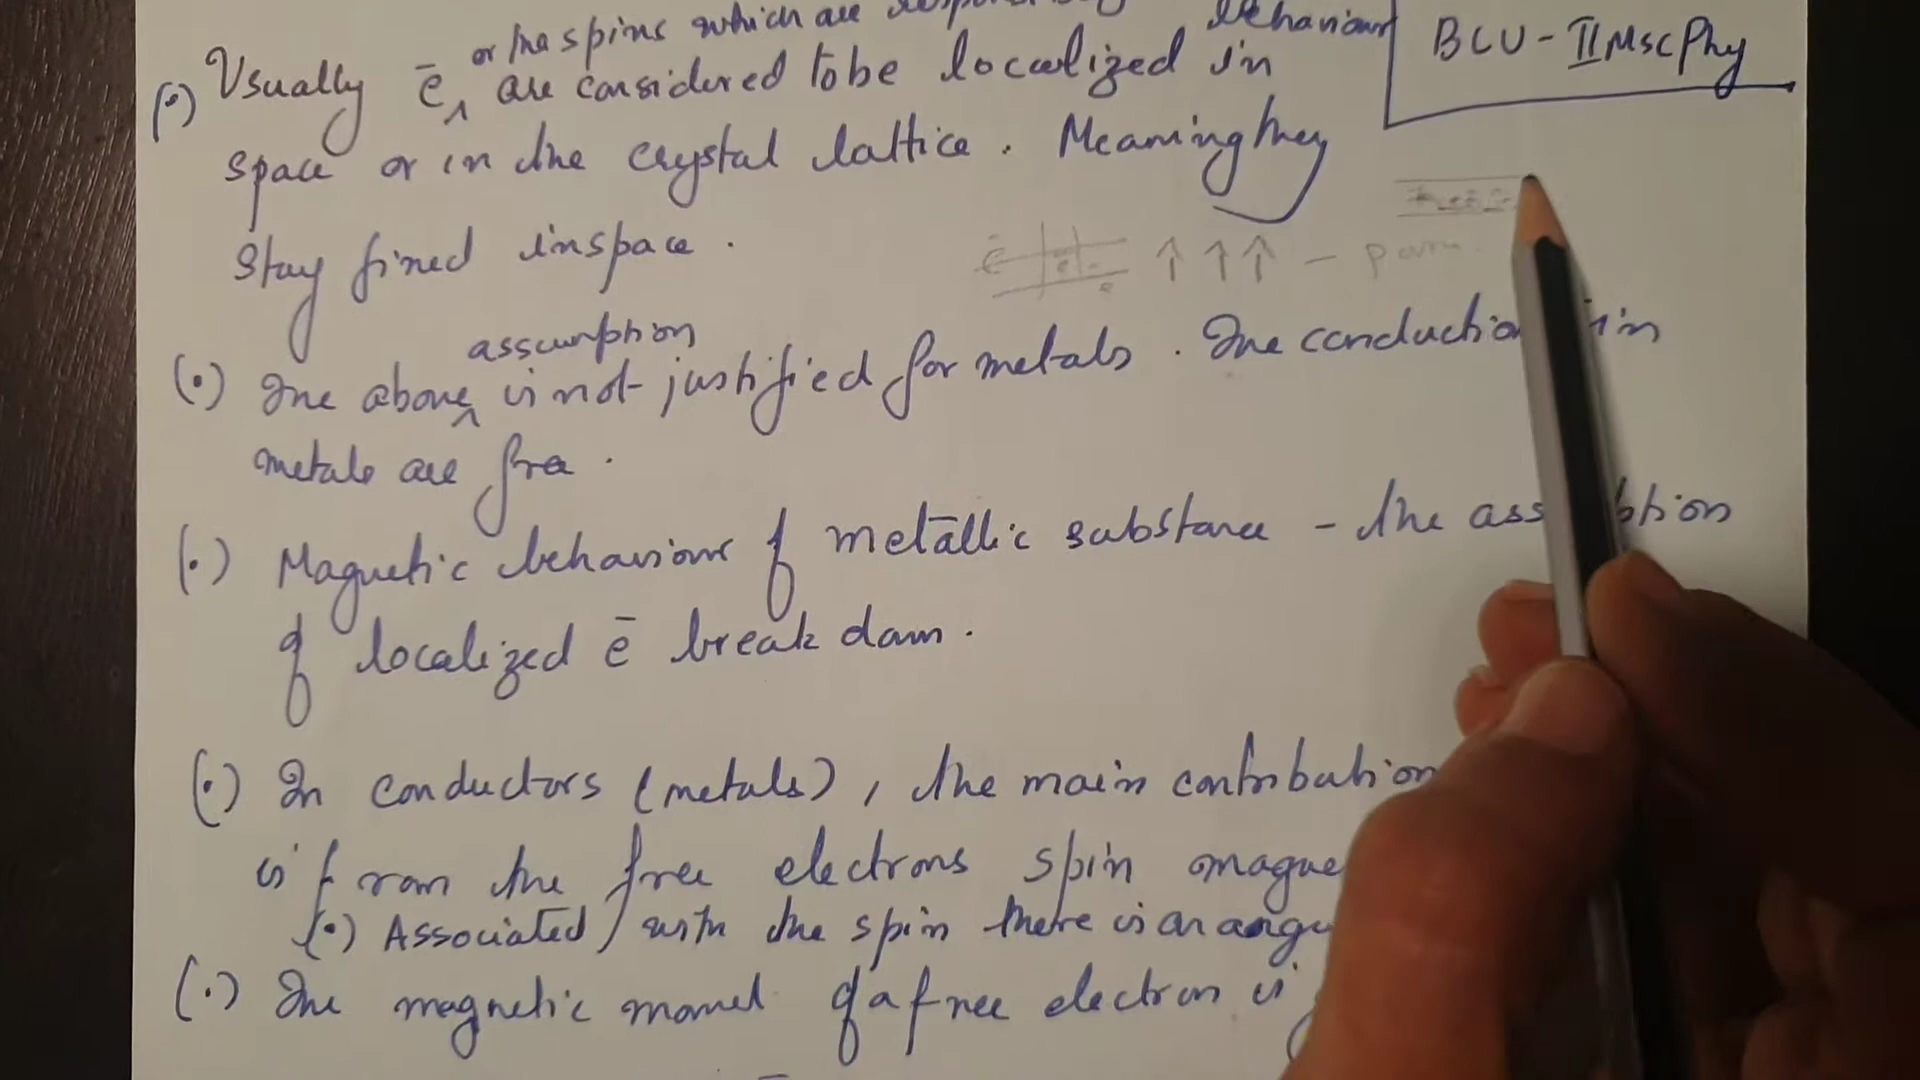 or the spins which are behaviour
BCU - II Msc Phy
(•) Usually ē ^ are considered to be localized in
space or in the crystal lattice. Meaning they
stay fixed in space.
ē e e ↑ ↑ ↑ - para
assumption
(•) The above ^ is not justified for metals. The conduction in
metals are free.
(•) Magnetic behaviour of metallic substance - the ass ption
of localized ē break down.
(•) In conductors (metals), the main contribution
is from the free electrons spin magne
(•) Associated with the spin there is an angu
(•) The magnetic moment of a free electron is